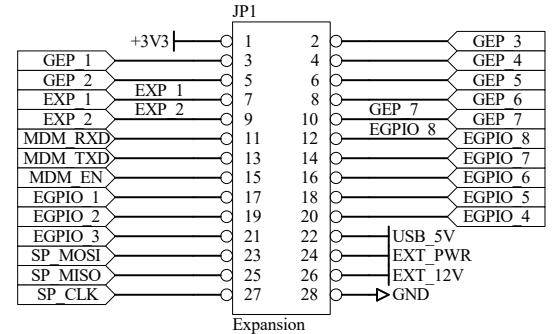 JP1
+3V3 1 2 GEP_3
GEP_1 3 4 GEP_4
GEP_2 5 6 GEP_5
EXP_1 EXP_1 7 8 GEP_6
EXP_2 EXP_2 9 10 GEP_7 GEP_7
MDM_RXD 11 12 EGPIO_8 EGPIO_8
MDM_TXD 13 14 EGPIO_7
MDM_EN 15 16 EGPIO_6
EGPIO_1 17 18 EGPIO_5
EGPIO_2 19 20 EGPIO_4
EGPIO_3 21 22 USB_5V
SP_MOSI 23 24 EXT_PWR
SP_MISO 25 26 EXT_12V
SP_CLK 27 28 GND
Expansion